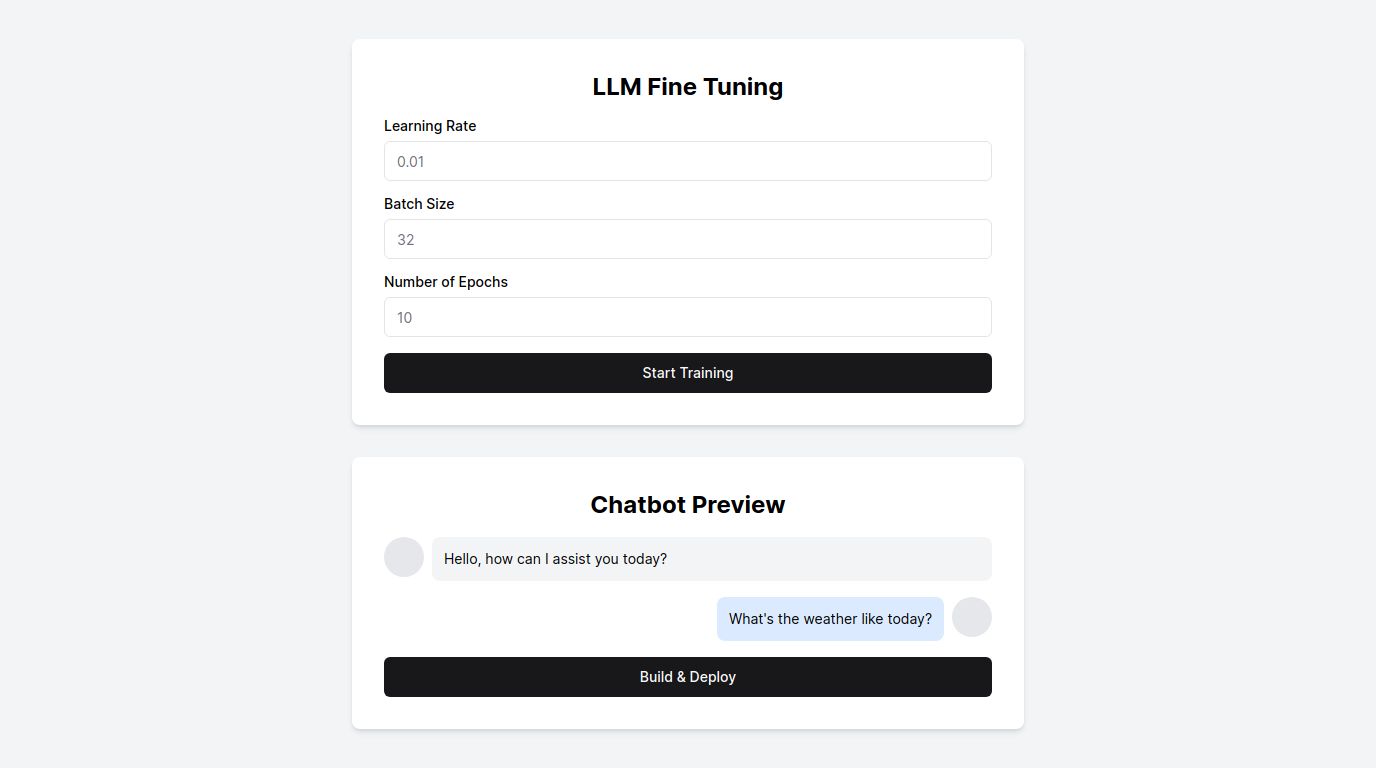 LLM Fine Tuning
Learning Rate
0.01
Batch Size
32
Number of Epochs
10
Start Training
Chatbot Preview
Hello, how can I assist you today?
What's the weather like today?
Build & Deploy